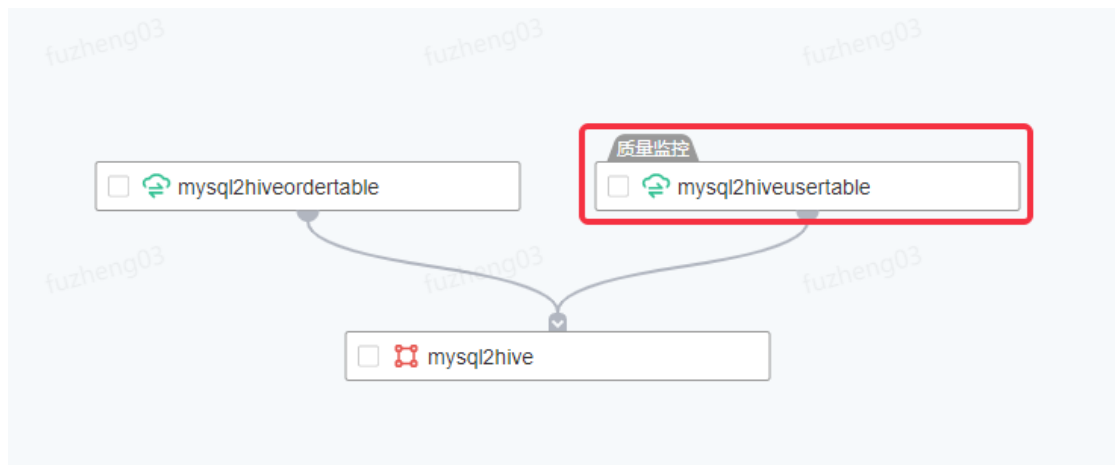 fuzheng03 fuzheng03 fuzheng03
质量监控
mysql2hiveordertable mysql2hiveusertable
fuzheng03 fuzheng03 fuzheng03
mysql2hive